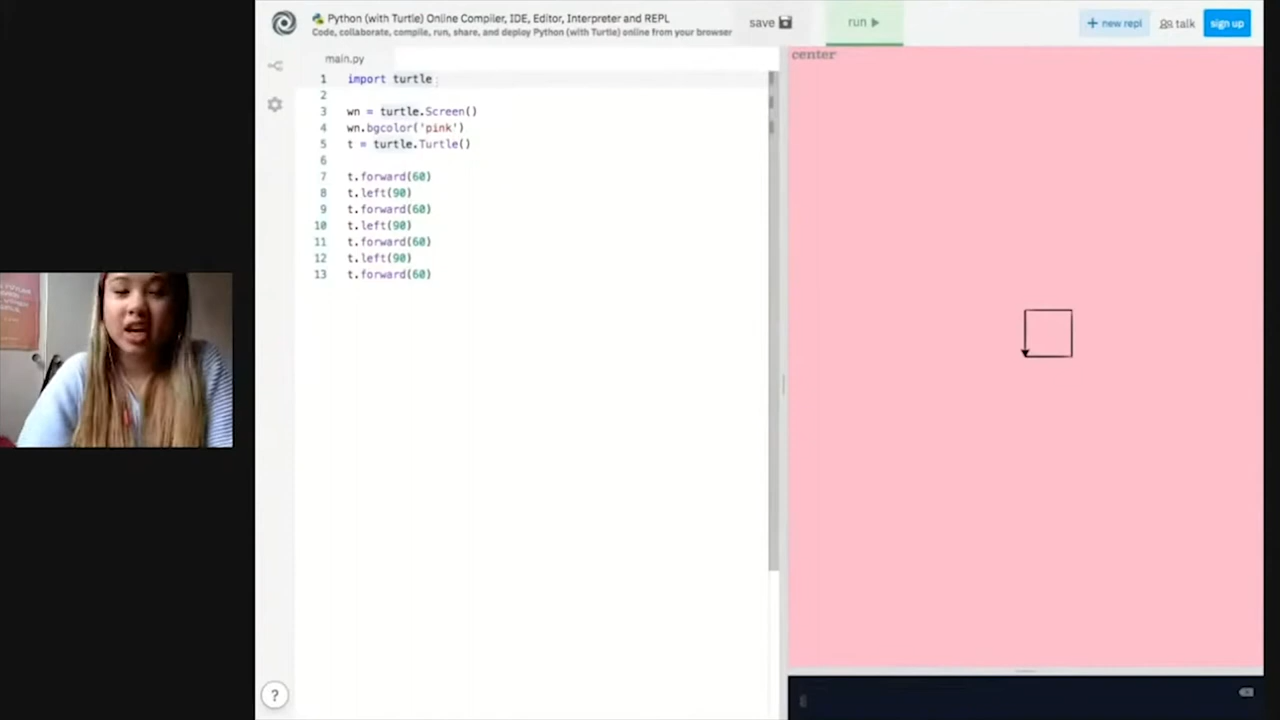 Python (with Turtle) Online Compiler, IDE, Editor, Interpreter and REPL
Code, collaborate, compile, run, share, and deploy Python (with Turtle) online from your browser
save
run
+ new repl
talk
sign up
main.py
center
1 import turtle
2
3 wn = turtle.Screen()
4 wn.bgcolor('pink')
5 t = turtle.Turtle()
6
7 t.forward(60)
8 t.left(90)
9 t.forward(60)
10 t.left(90)
11 t.forward(60)
12 t.left(90)
13 t.forward(60)
?